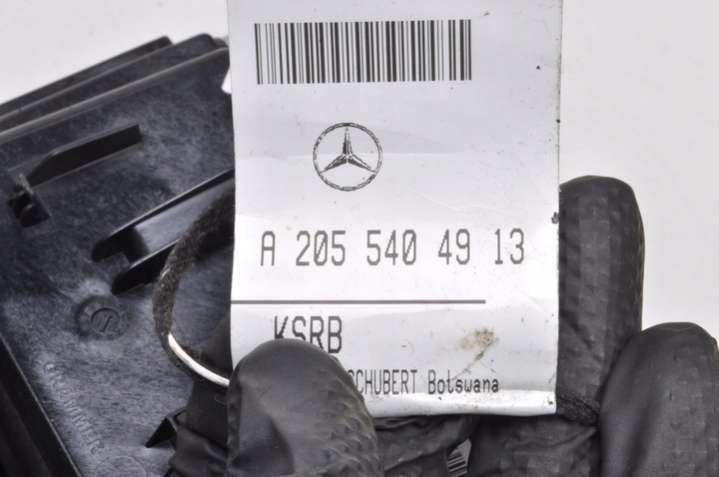 A 205 540 49 13
KSRB
SCHUBERT Botswana